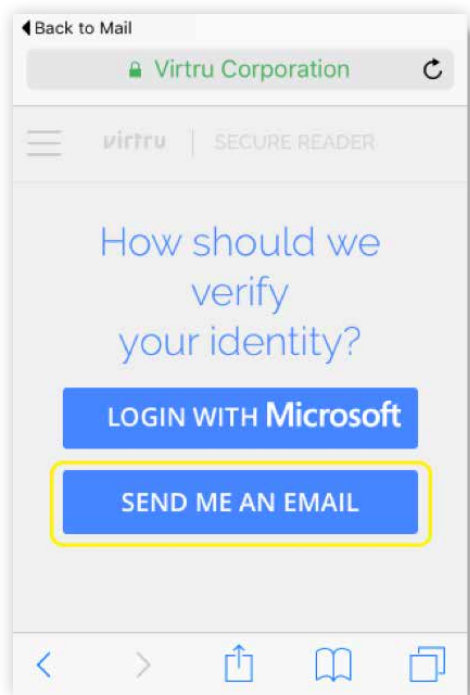 Back to Mail
Virtru Corporation
virtru | SECURE READER
How should we
verify
your identity?
LOGIN WITH Microsoft
SEND ME AN EMAIL